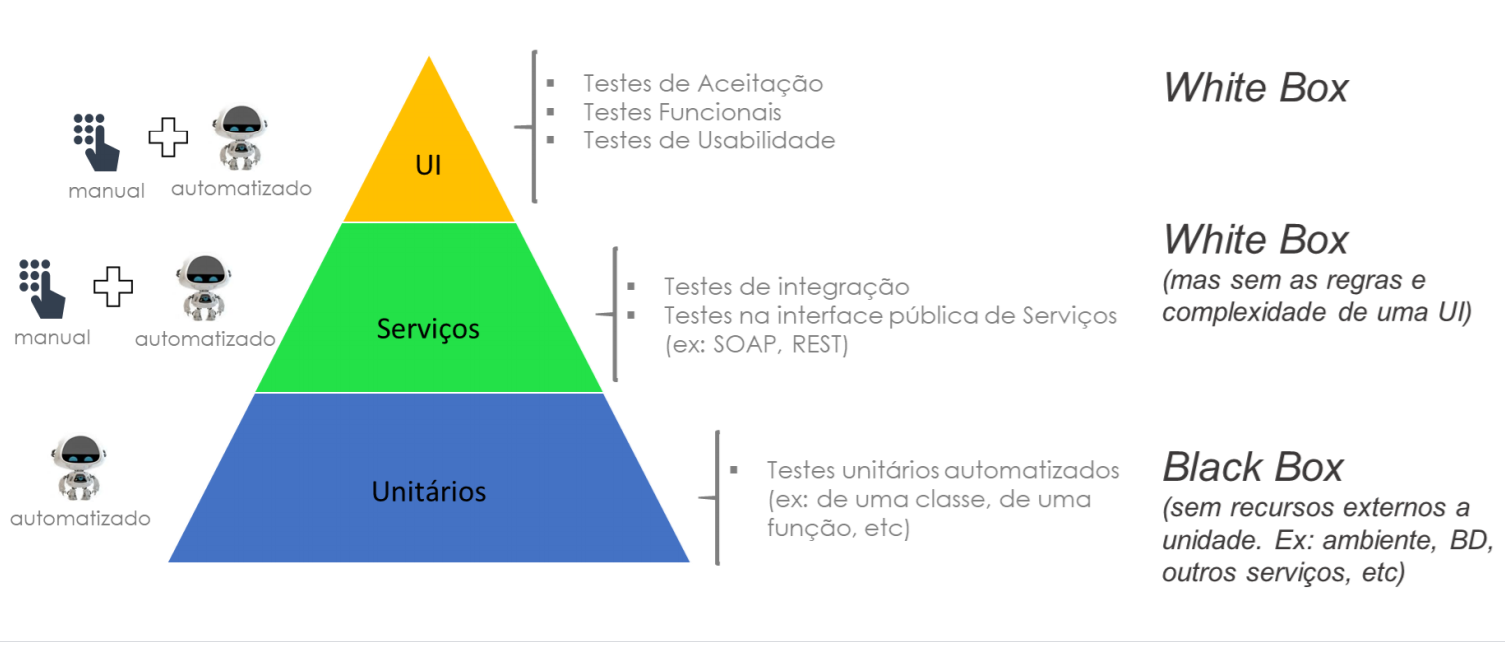 ▪ Testes de Aceitação
▪ Testes Funcionais
▪ Testes de Usabilidade
White Box
manual
automatizado
UI
White Box
(mas sem as regras e
complexidade de uma UI)
▪ Testes de integração
▪ Testes na interface pública de Serviços
(ex: SOAP, REST)
manual
automatizado
Serviços
Black Box
(sem recursos externos a
unidade. Ex: ambiente, BD,
outros serviços, etc)
▪ Testes unitários automatizados
(ex: de uma classe, de uma
função, etc)
Unitários
automatizado